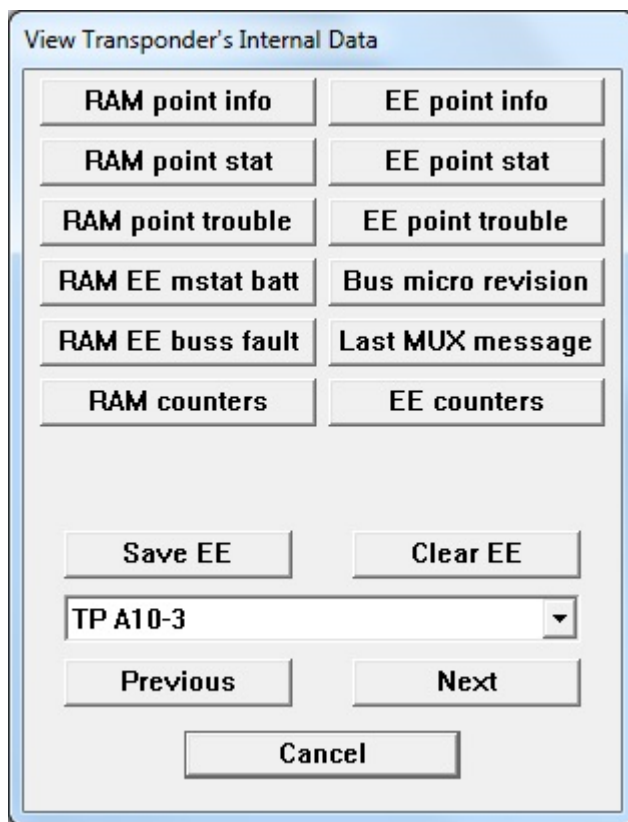 View Transponder's Internal Data
RAM point info EE point info
RAM point stat EE point stat
RAM point trouble EE point trouble
RAM EE mstat batt Bus micro revision
RAM EE buss fault Last MUX message
RAM counters EE counters
Save EE Clear EE
TP A10-3
Previous Next
Cancel